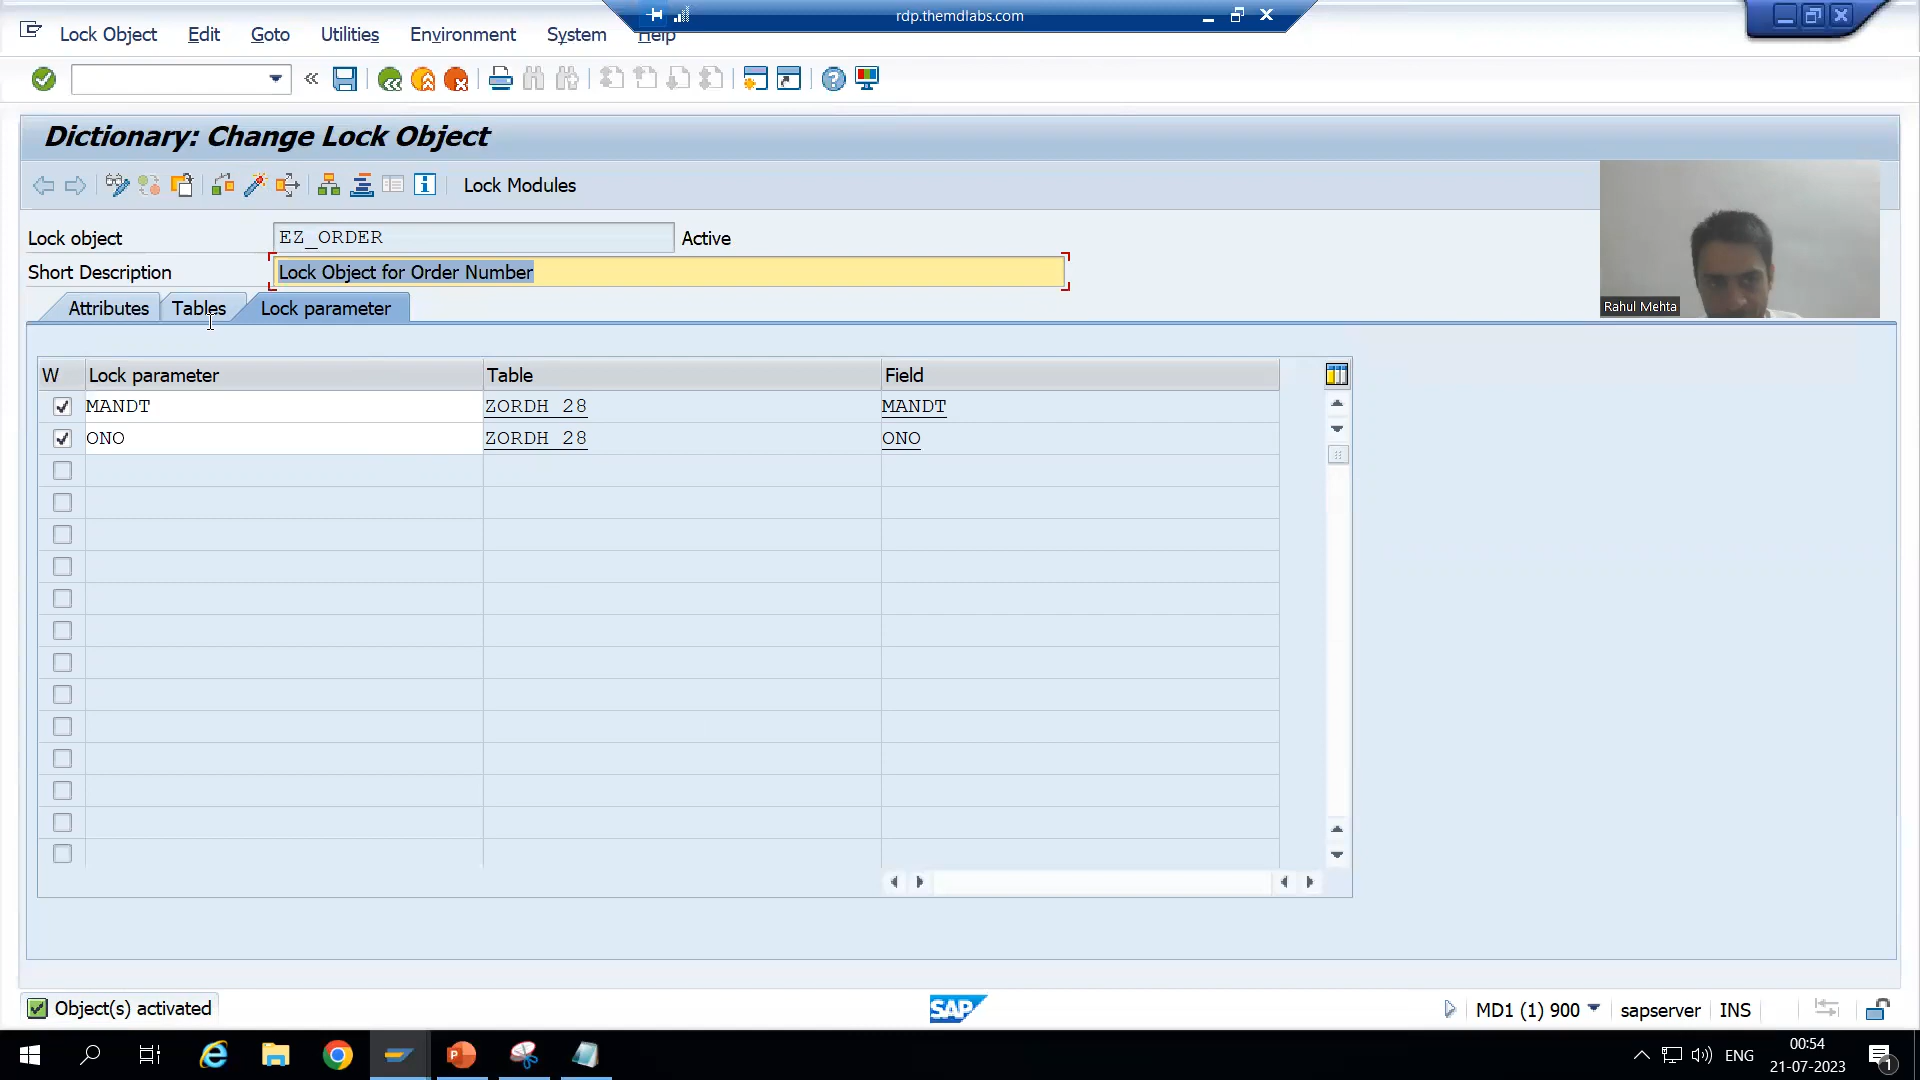 rdp.themdlabs.com
Lock Object Edit Goto Utilities Environment System Help
Dictionary: Change Lock Object
Lock Modules
Lock object EZ_ORDER Active
Short Description Lock Object for Order Number
Attributes Tables Lock parameter
Rahul Mehta
W Lock parameter Table Field
MANDT ZORDH_28 MANDT
ONO ZORDH_28 ONO
Object(s) activated
SAP
MD1 (1) 900 sapserver INS
ENG
00:54
21-07-2023
1